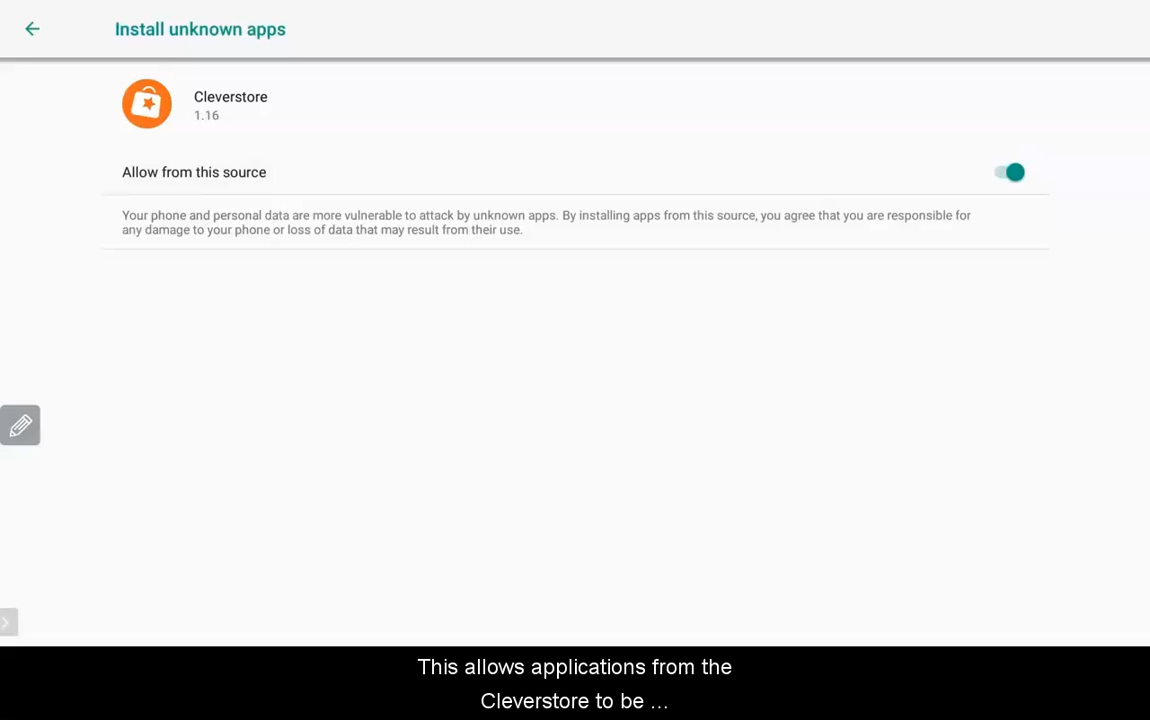 Install unknown apps
Cleverstore
1.16
Allow from this source
Your phone and personal data are more vulnerable to attack by unknown apps. By installing apps from this source, you agree that you are responsible for
any damage to your phone or loss of data that may result from their use.
This allows applications from the
Cleverstore to be ...